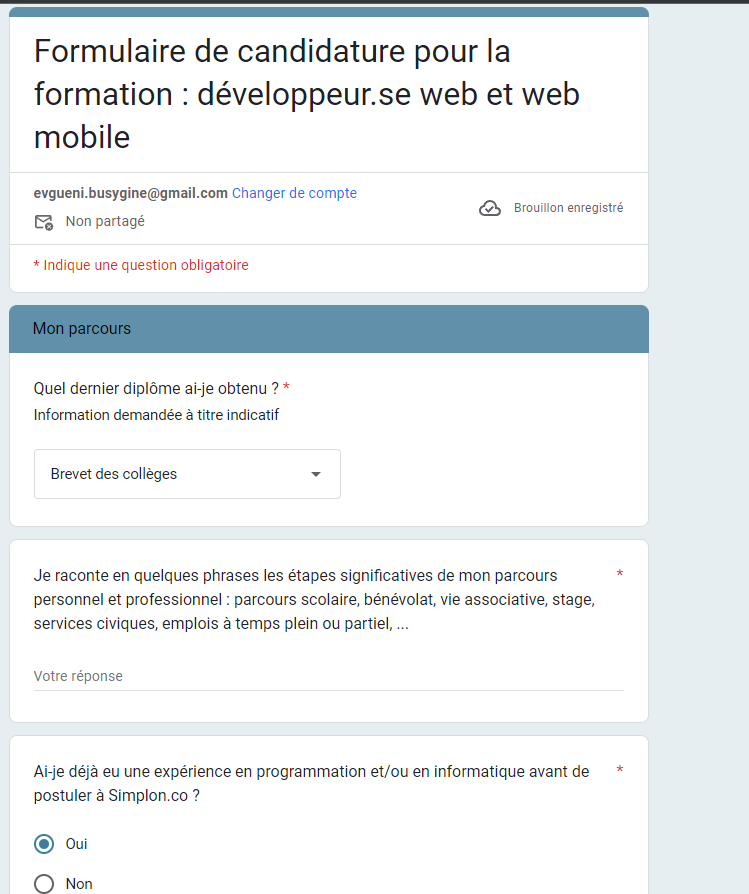 Formulaire de candidature pour la
formation : développeur.se web et web
mobile
evgueni.busygine@gmail.com Changer de compte
Brouillon enregistré
Non partagé
* Indique une question obligatoire
Mon parcours
Quel dernier diplôme ai-je obtenu ? *
Information demandée à titre indicatif
Brevet des collèges
Je raconte en quelques phrases les étapes significatives de mon parcours *
personnel et professionnel : parcours scolaire, bénévolat, vie associative, stage,
services civiques, emplois à temps plein ou partiel, ...
Votre réponse
Ai-je déjà eu une expérience en programmation et/ou en informatique avant de *
postuler à Simplon.co ?
Oui
Non